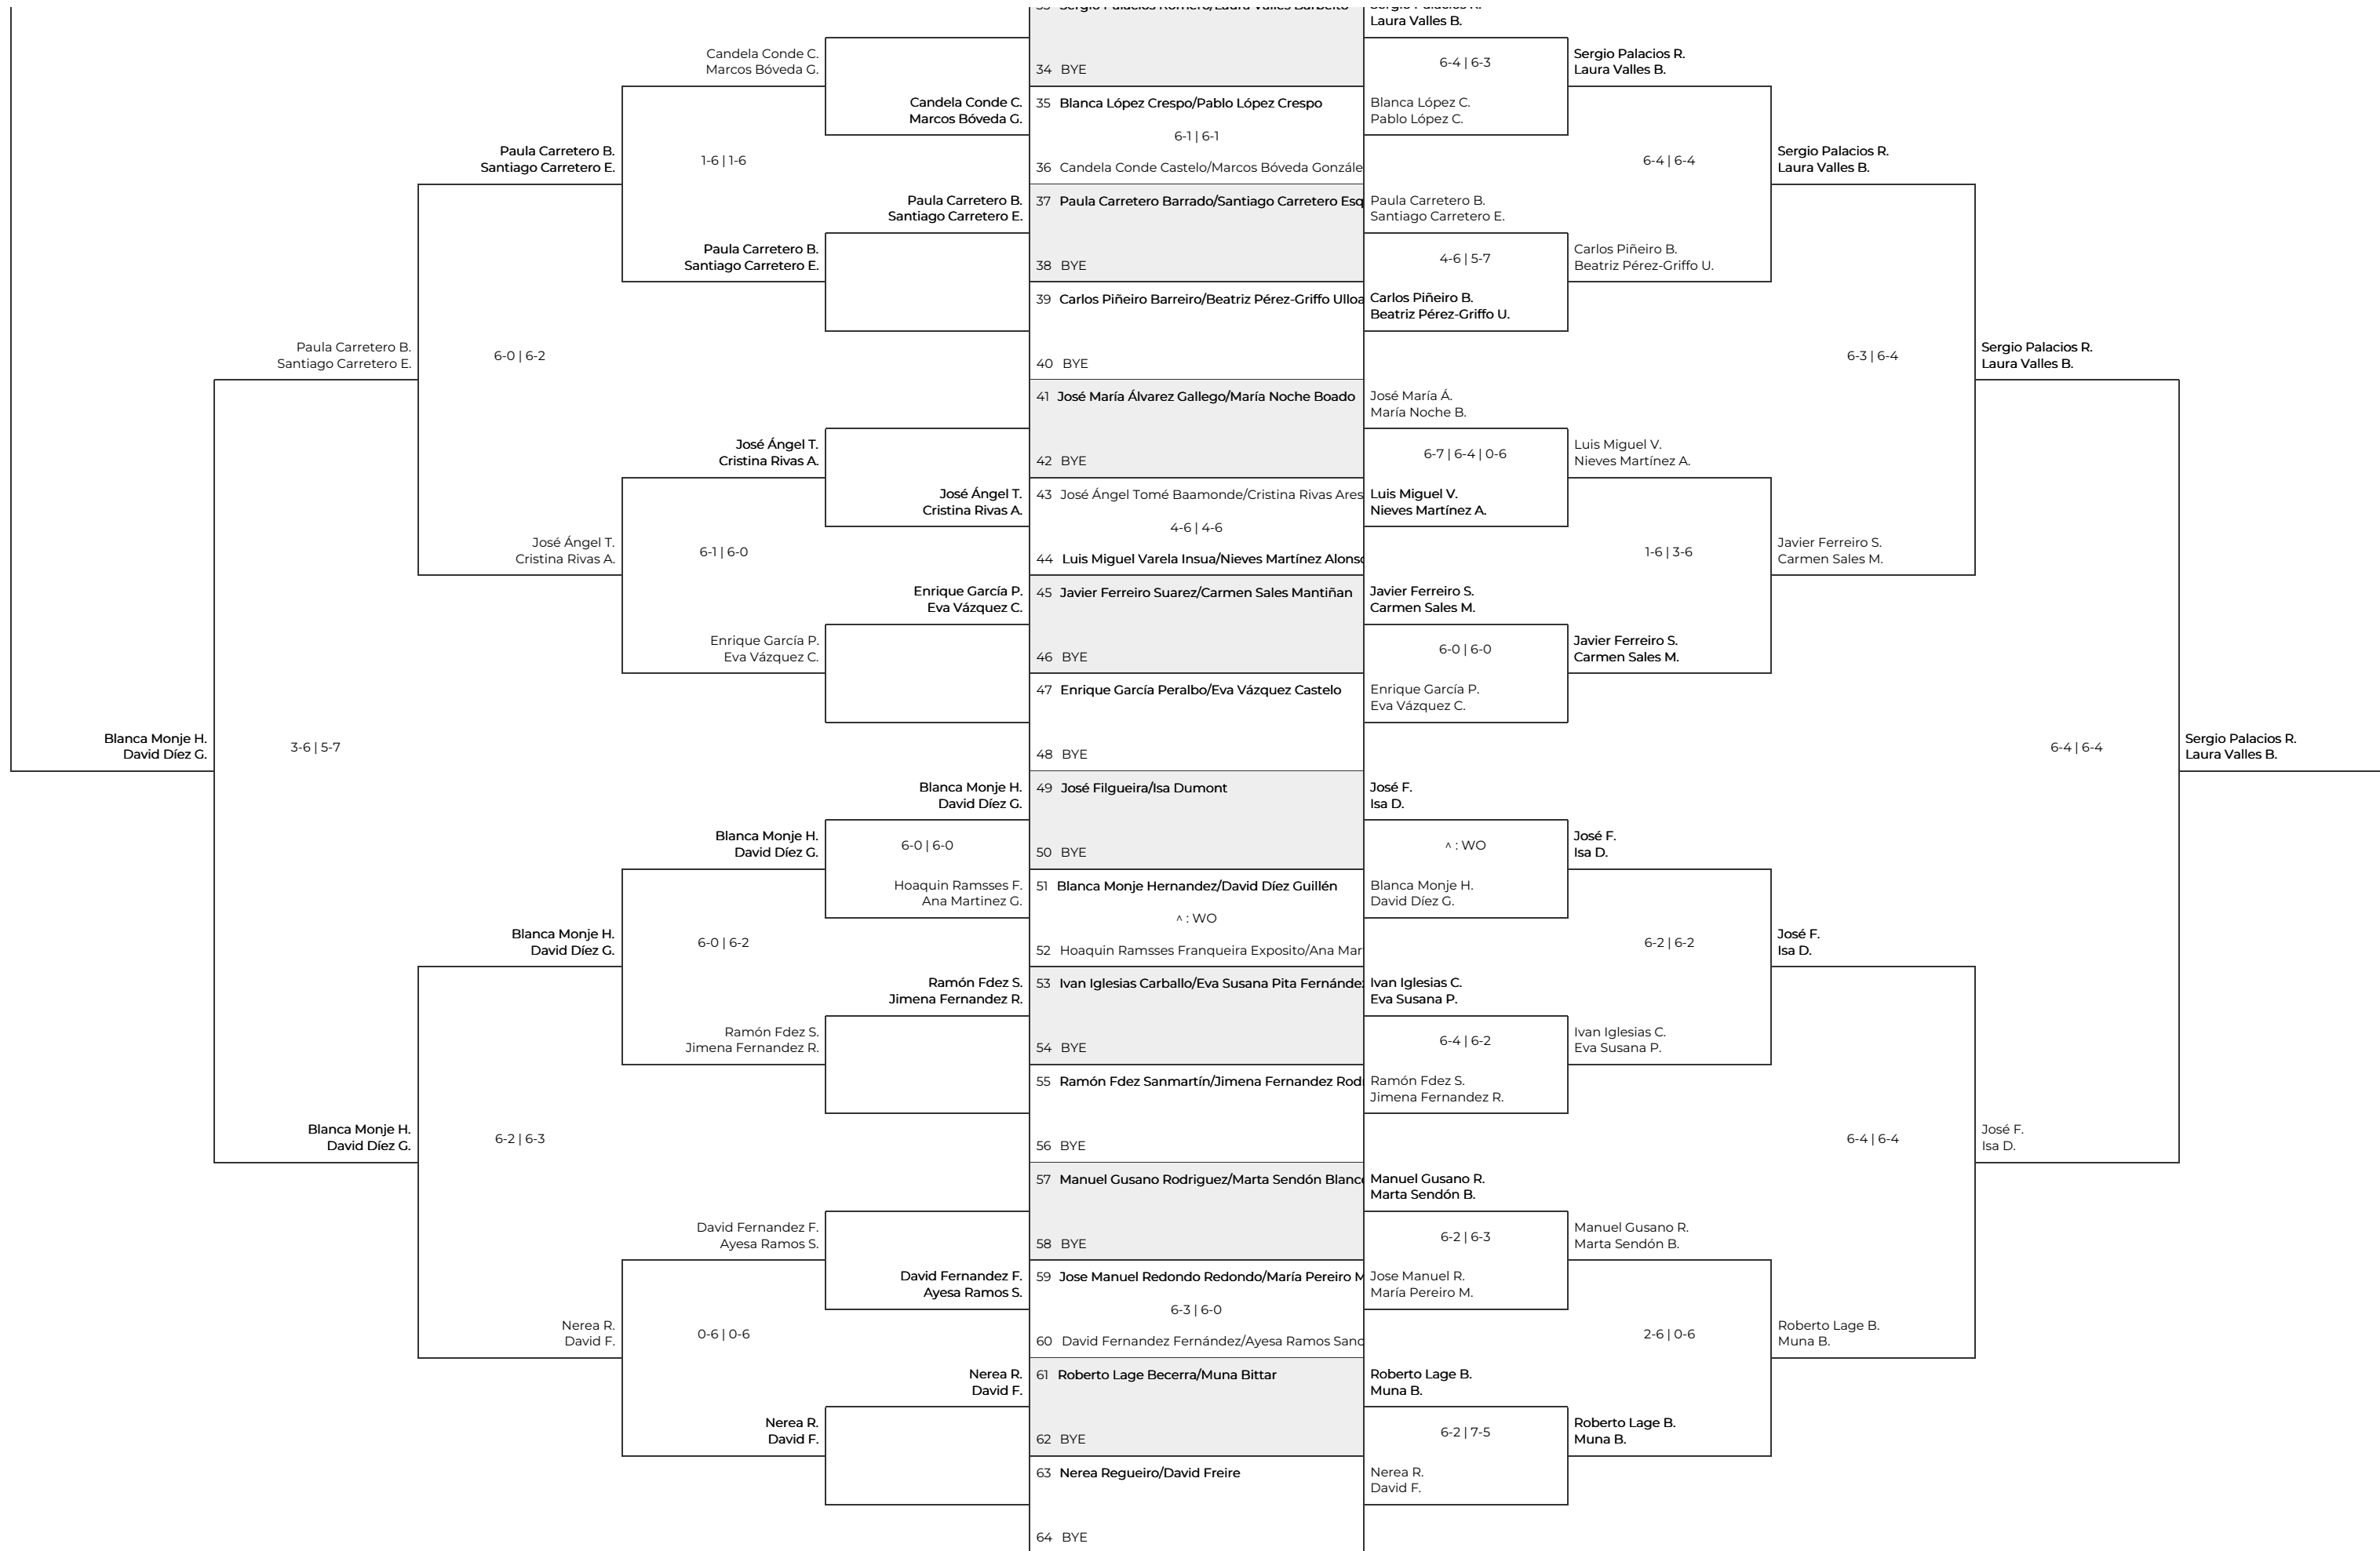 Laura Valles B.
Candela Conde C.
Marcos Bóveda G.
34 BYE
6-4 | 6-3
Sergio Palacios R.
Laura Valles B.
Candela Conde C.
Marcos Bóveda G.
35 Blanca López Crespo/Pablo López Crespo
Blanca López C.
Pablo López C.
6-1 | 6-1
Paula Carretero B.
Santiago Carretero E.
1-6 | 1-6
36 Candela Conde Castelo/Marcos Bóveda Gonzále
6-4 | 6-4
Sergio Palacios R.
Laura Valles B.
Paula Carretero B.
Santiago Carretero E.
37 Paula Carretero Barrado/Santiago Carretero Esq
Paula Carretero B.
Santiago Carretero E.
Paula Carretero B.
Santiago Carretero E.
38 BYE
4-6 | 5-7
Carlos Piñeiro B.
Beatriz Pérez-Griffo U.
39 Carlos Piñeiro Barreiro/Beatriz Pérez-Griffo Ulloa
Carlos Piñeiro B.
Beatriz Pérez-Griffo U.
Paula Carretero B.
Santiago Carretero E.
6-0 | 6-2
40 BYE
6-3 | 6-4
Sergio Palacios R.
Laura Valles B.
41 José María Álvarez Gallego/María Noche Boado
José María Á.
María Noche B.
José Ángel T.
Cristina Rivas A.
42 BYE
6-7 | 6-4 | 0-6
Luis Miguel V.
Nieves Martínez A.
José Ángel T.
Cristina Rivas A.
43 José Ángel Tomé Baamonde/Cristina Rivas Ares
Luis Miguel V.
Nieves Martínez A.
4-6 | 4-6
José Ángel T.
Cristina Rivas A.
6-1 | 6-0
44 Luis Miguel Varela Insua/Nieves Martínez Alonso
1-6 | 3-6
Javier Ferreiro S.
Carmen Sales M.
Enrique García P.
Eva Vázquez C.
45 Javier Ferreiro Suarez/Carmen Sales Mantiñan
Javier Ferreiro S.
Carmen Sales M.
Enrique García P.
Eva Vázquez C.
46 BYE
6-0 | 6-0
Javier Ferreiro S.
Carmen Sales M.
47 Enrique García Peralbo/Eva Vázquez Castelo
Enrique García P.
Eva Vázquez C.
Blanca Monje H.
David Díez G.
3-6 | 5-7
48 BYE
6-4 | 6-4
Sergio Palacios R.
Laura Valles B.
Blanca Monje H.
David Díez G.
49 José Filgueira/Isa Dumont
José F.
Isa D.
Blanca Monje H.
David Díez G.
6-0 | 6-0
50 BYE
^ : WO
José F.
Isa D.
Hoaquin Ramsses F.
Ana Martinez G.
51 Blanca Monje Hernandez/David Díez Guillén
Blanca Monje H.
David Díez G.
^ : WO
Blanca Monje H.
David Díez G.
6-0 | 6-2
52 Hoaquin Ramsses Franqueira Exposito/Ana Mar
6-2 | 6-2
José F.
Isa D.
Ramón Fdez S.
Jimena Fernandez R.
53 Ivan Iglesias Carballo/Eva Susana Pita Fernández
Ivan Iglesias C.
Eva Susana P.
Ramón Fdez S.
Jimena Fernandez R.
54 BYE
6-4 | 6-2
Ivan Iglesias C.
Eva Susana P.
55 Ramón Fdez Sanmartín/Jimena Fernandez Rod
Ramón Fdez S.
Jimena Fernandez R.
Blanca Monje H.
David Díez G.
6-2 | 6-3
56 BYE
6-4 | 6-4
José F.
Isa D.
57 Manuel Gusano Rodriguez/Marta Sendón Blanco
Manuel Gusano R.
Marta Sendón B.
David Fernandez F.
Ayesa Ramos S.
58 BYE
6-2 | 6-3
Manuel Gusano R.
Marta Sendón B.
David Fernandez F.
Ayesa Ramos S.
59 Jose Manuel Redondo Redondo/María Pereiro M
Jose Manuel R.
María Pereiro M.
6-3 | 6-0
Nerea R.
David F.
0-6 | 0-6
60 David Fernandez Fernández/Ayesa Ramos Sanc
2-6 | 0-6
Roberto Lage B.
Muna B.
Nerea R.
David F.
61 Roberto Lage Becerra/Muna Bittar
Roberto Lage B.
Muna B.
Nerea R.
David F.
62 BYE
6-2 | 7-5
Roberto Lage B.
Muna B.
63 Nerea Regueiro/David Freire
Nerea R.
David F.
64 BYE